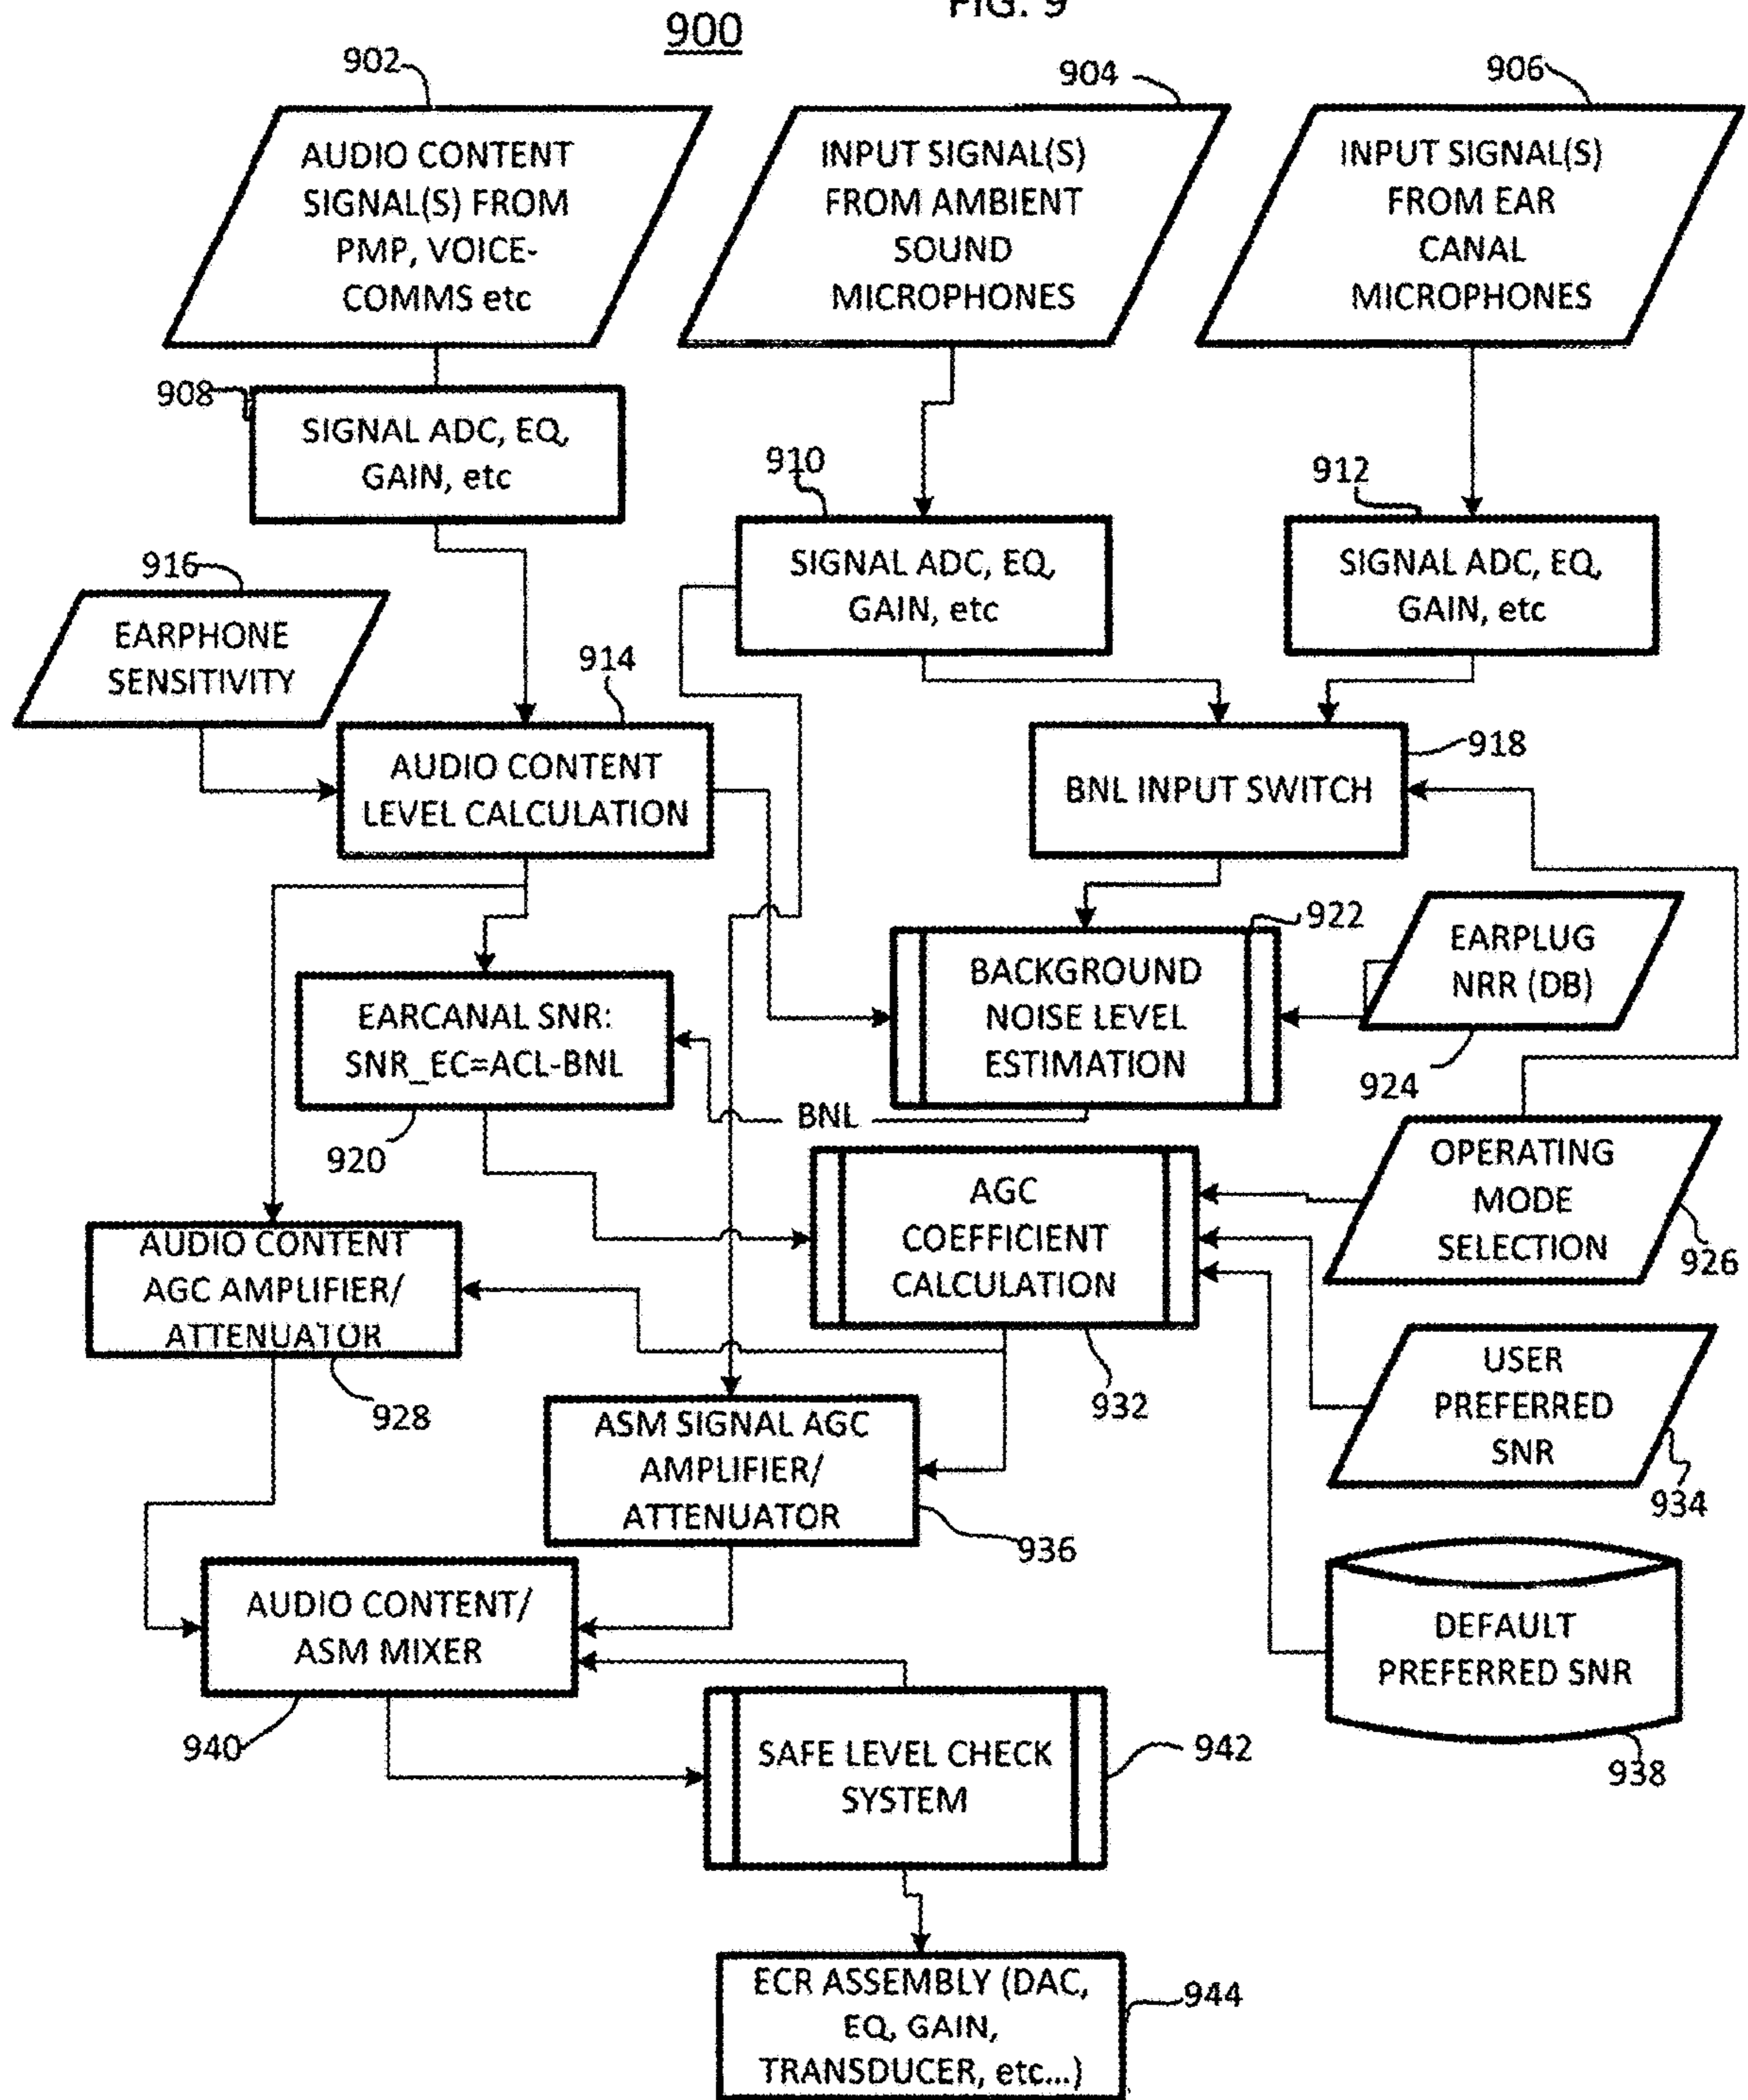 FIG. 9
900
902
904
906
AUDIO CONTENT
SIGNAL(S) FROM
PMP, VOICE-
COMMS etc
INPUT SIGNAL(S)
FROM AMBIENT
SOUND
MICROPHONES
INPUT SIGNAL(S)
FROM EAR
CANAL
MICROPHONES
908
SIGNAL ADC, EQ,
GAIN, etc
910
SIGNAL ADC, EQ,
GAIN, etc
912
SIGNAL ADC, EQ,
GAIN, etc
916
EARPHONE
SENSITIVITY
914
AUDIO CONTENT
LEVEL CALCULATION
918
BNL INPUT SWITCH
922
BACKGROUND
NOISE LEVEL
ESTIMATION
EARPLUG
NRR (DB)
924
EARCANAL SNR:
SNR_EC=ACL-BNL
920
BNL
OPERATING
MODE
SELECTION
926
AGC
COEFFICIENT
CALCULATION
932
AUDIO CONTENT
AGC AMPLIFIER/
ATTENUATOR
928
USER
PREFERRED
SNR
934
ASM SIGNAL AGC
AMPLIFIER/
ATTENUATOR
936
AUDIO CONTENT/
ASM MIXER
940
DEFAULT
PREFERRED SNR
938
SAFE LEVEL CHECK
SYSTEM
942
ECR ASSEMBLY (DAC,
EQ, GAIN,
TRANSDUCER, etc...)
944